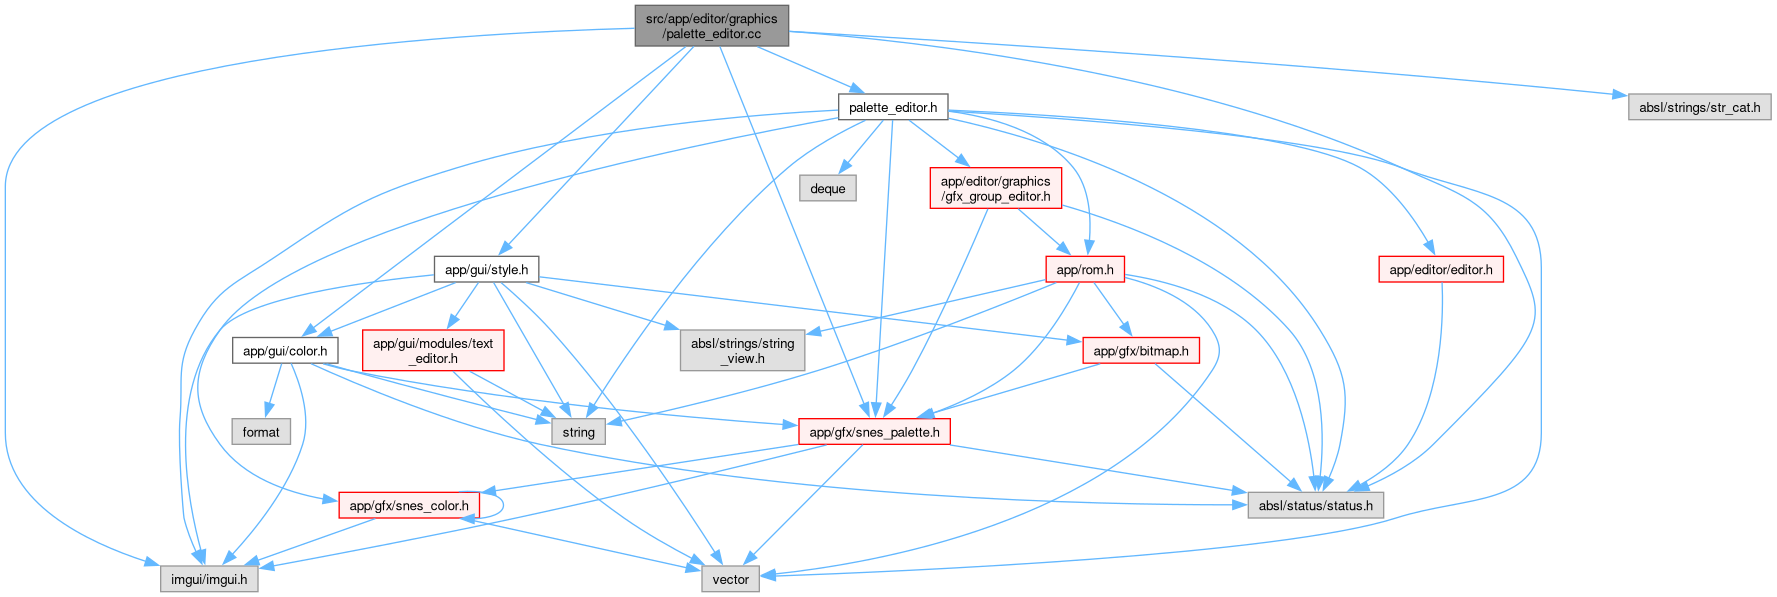 src/app/editor/graphics
/palette_editor.cc
palette_editor.h
absl/strings/str_cat.h
deque
app/editor/graphics
/gfx_group_editor.h
app/gui/style.h
app/rom.h
app/editor/editor.h
app/gui/color.h
app/gui/modules/text
_editor.h
absl/strings/string
_view.h
app/gfx/bitmap.h
format
string
app/gfx/snes_palette.h
app/gfx/snes_color.h
absl/status/status.h
imgui/imgui.h
vector